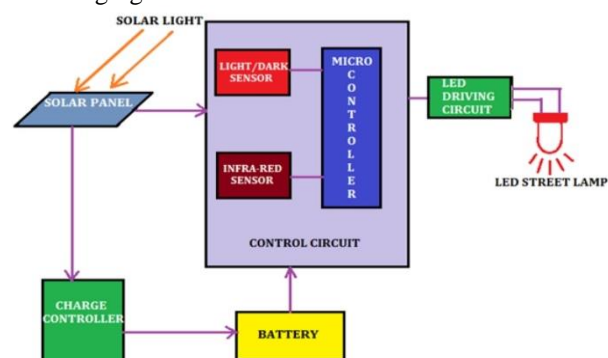 SOLAR LIGHT
SOLAR PANEL
LIGHT/DARK
SENSOR
MICRO
C
O
N
T
R
O
L
L
E
R
INFRA-RED
SENSOR
CONTROL CIRCUIT
LED
DRIVING
CIRCUIT
LED STREET LAMP
CHARGE
CONTROLLER
BATTERY